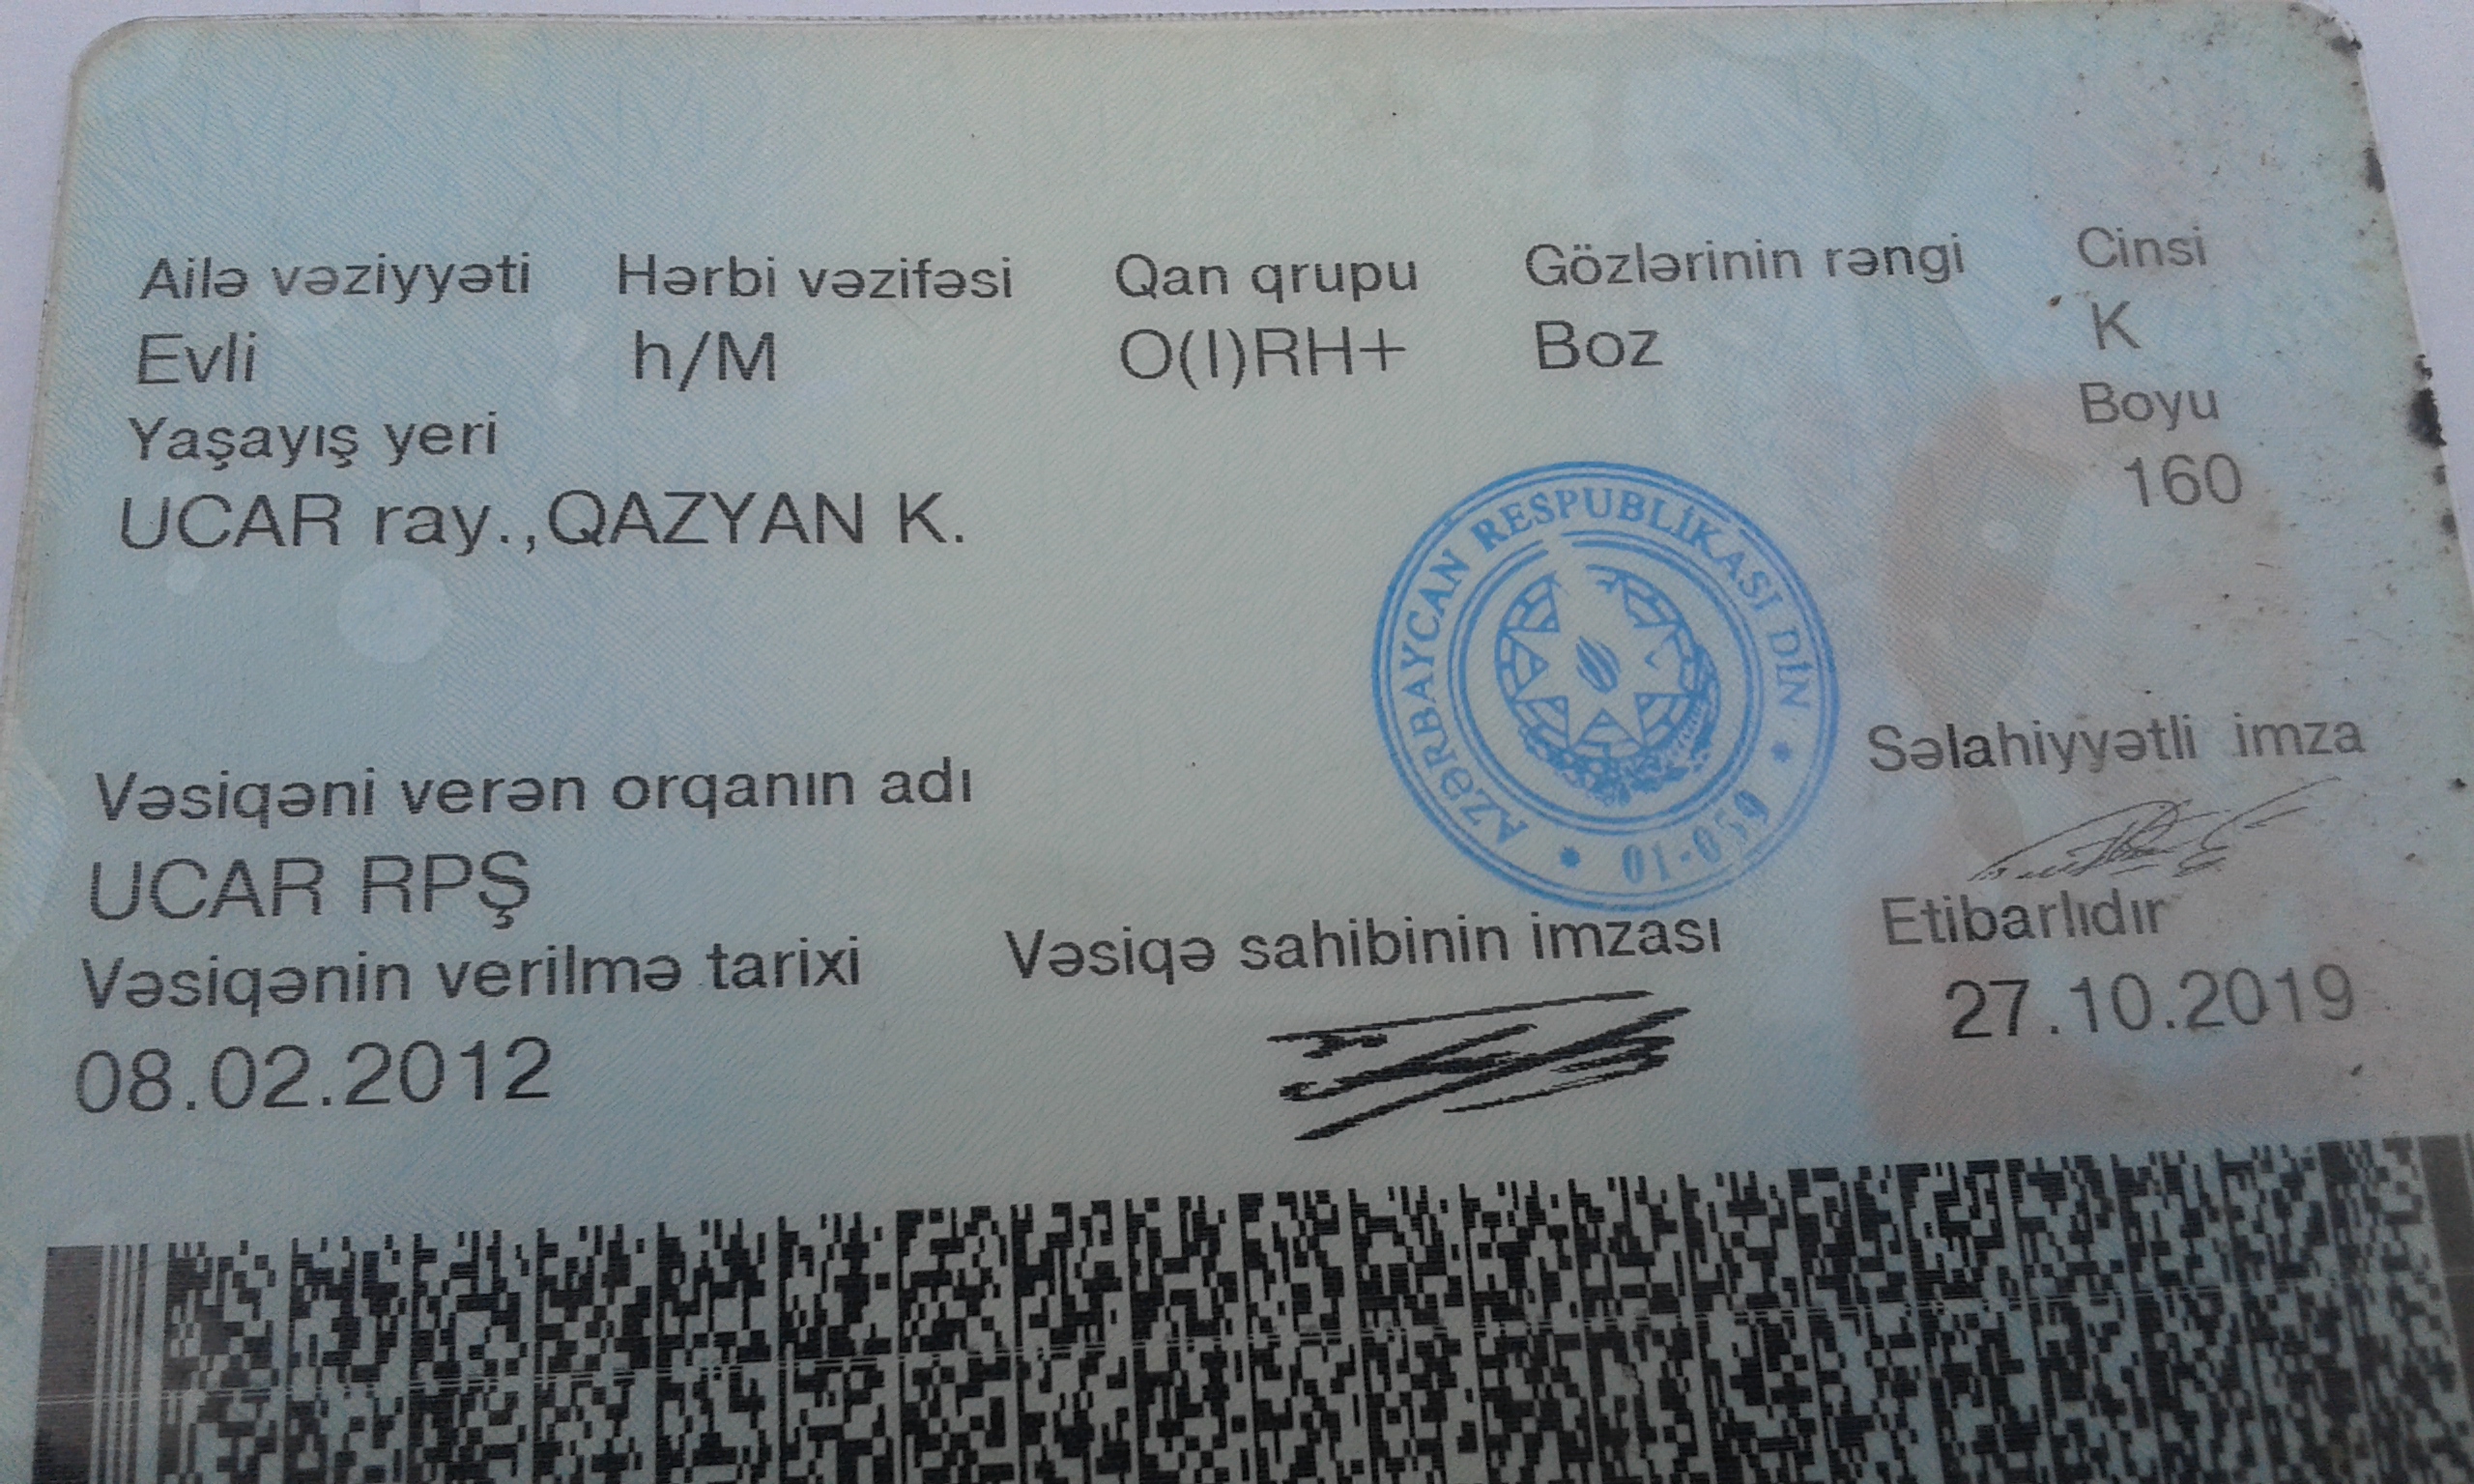 Ailə vəziyyəti Hərbi vəzifəsi Qan qrupu Gözlərinin rəngi Cinsi
Evli h/M O(I)RH+ Boz K
Yaşayış yeri Boyu
UCAR ray.,QAZYAN K. 160
AZƏRBAYCAN RESPUBLİKASI DİN
01-059
Vəsiqəni verən orqanın adı Səlahiyyətli imza
UCAR RPŞ
Vəsiqənin verilmə tarixi Vəsiqə sahibinin imzası Etibarlıdır
08.02.2012 27.10.2019